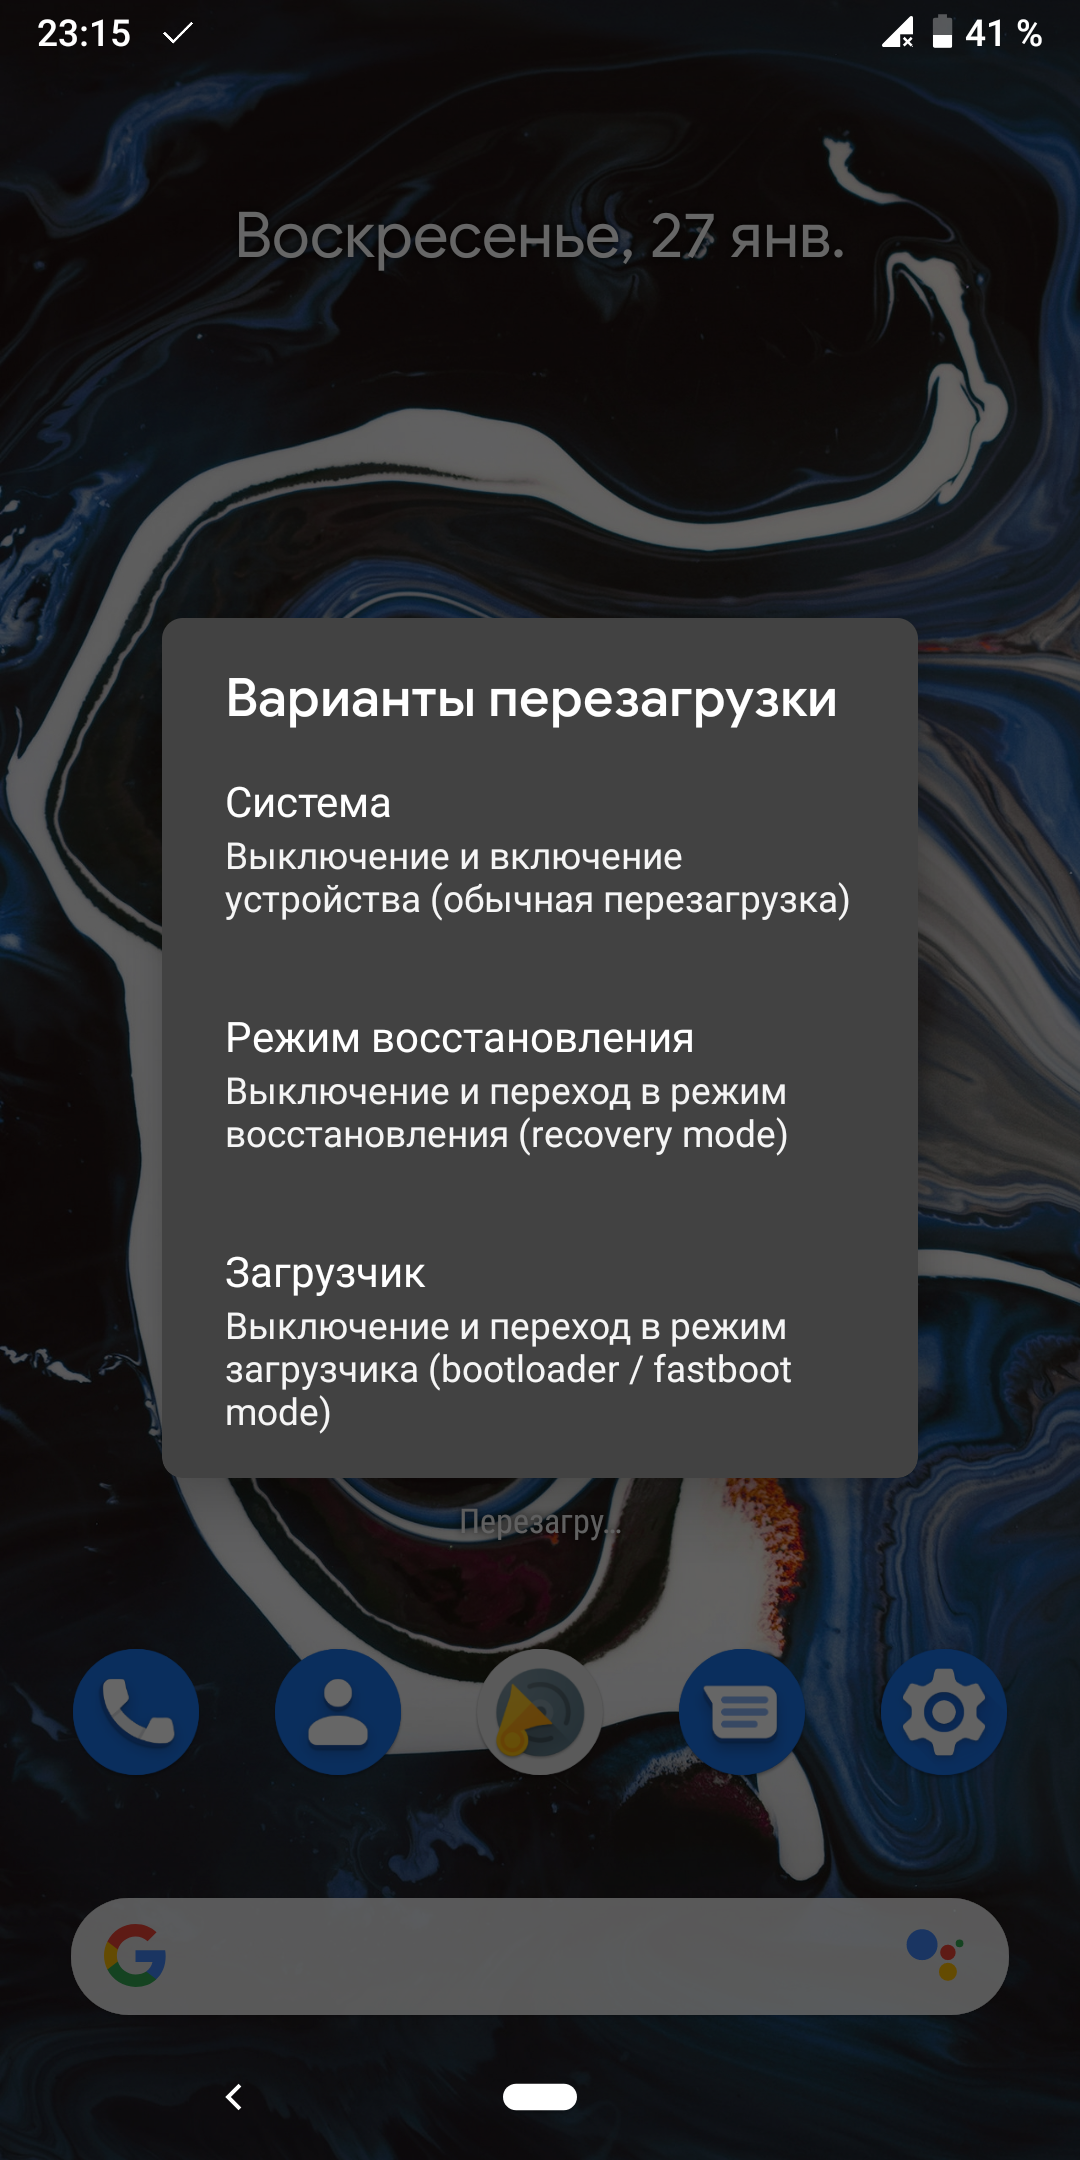 23:15
41 %
Воскресенье, 27 янв.
Варианты перезагрузки
Система
Выключение и включение
устройства (обычная перезагрузка)
Режим восстановления
Выключение и переход в режим
восстановления (recovery mode)
Загрузчик
Выключение и переход в режим
загрузчика (bootloader / fastboot
mode)
Перезагру...